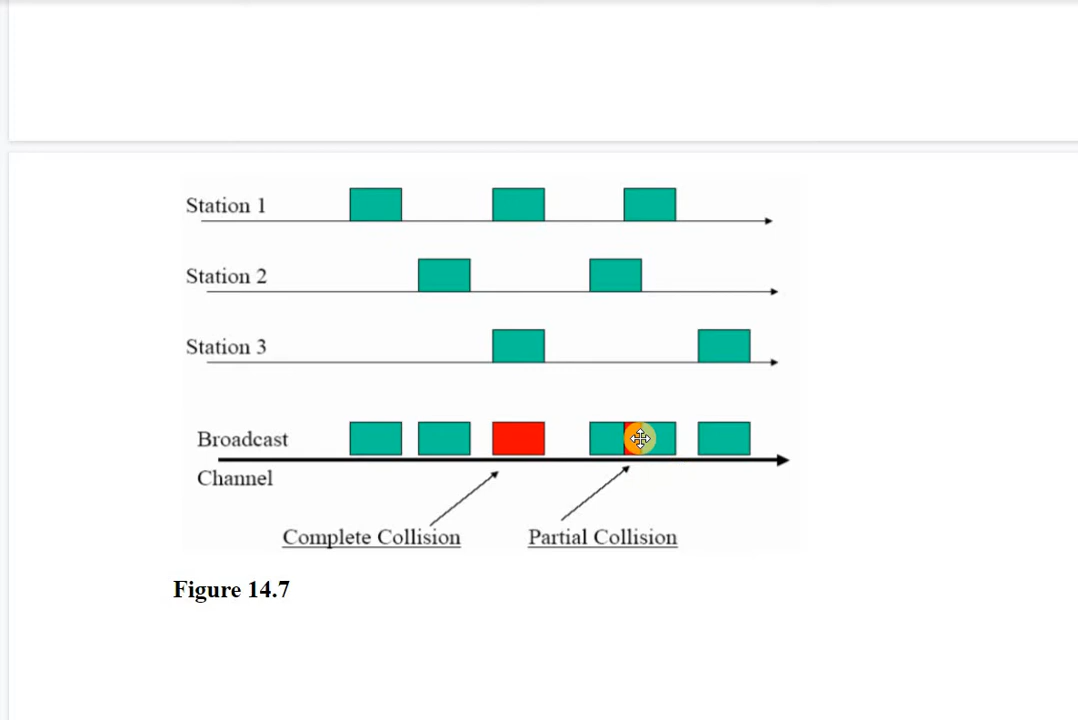 Station 1
Station 2
Station 3
Broadcast
Channel
Complete Collision
Partial Collision
Figure 14.7